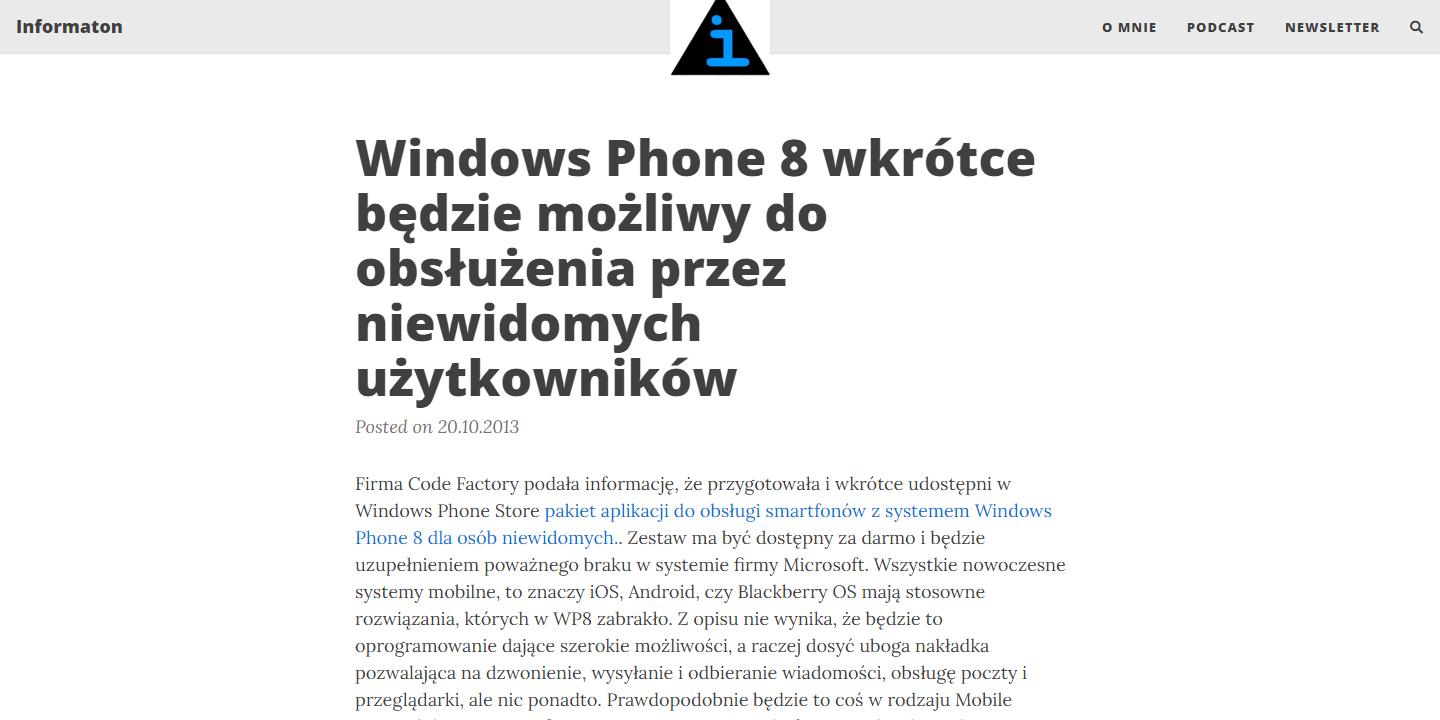 Informaton
i
O MNIE
PODCAST
NEWSLETTER
Windows Phone 8 wkrótce
będzie możliwy do
obsłużenia przez
niewidomych
użytkowników
Posted on 20.10.2013
Firma Code Factory podała informację, że przygotowała i wkrótce udostępni w
Windows Phone Store pakiet aplikacji do obsługi smartfonów z systemem Windows
Phone 8 dla osób niewidomych.. Zestaw ma być dostępny za darmo i będzie
uzupełnieniem poważnego braku w systemie firmy Microsoft. Wszystkie nowoczesne
systemy mobilne, to znaczy iOS, Android, czy Blackberry OS mają stosowne
rozwiązania, których w WP8 zabrakło. Z opisu nie wynika, że będzie to
oprogramowanie dające szerokie możliwości, a raczej dosyć uboga nakładka
pozwalająca na dzwonienie, wysyłanie i odbieranie wiadomości, obsługę poczty i
przeglądarki, ale nic ponadto. Prawdopodobnie będzie to coś w rodzaju Mobile